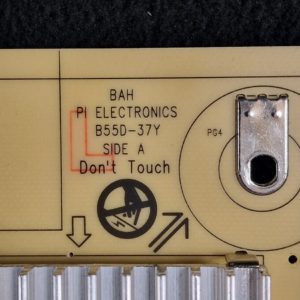 BAH
PI ELECTRONICS
B55D-37Y
SIDE A
Don't Touch
PG4